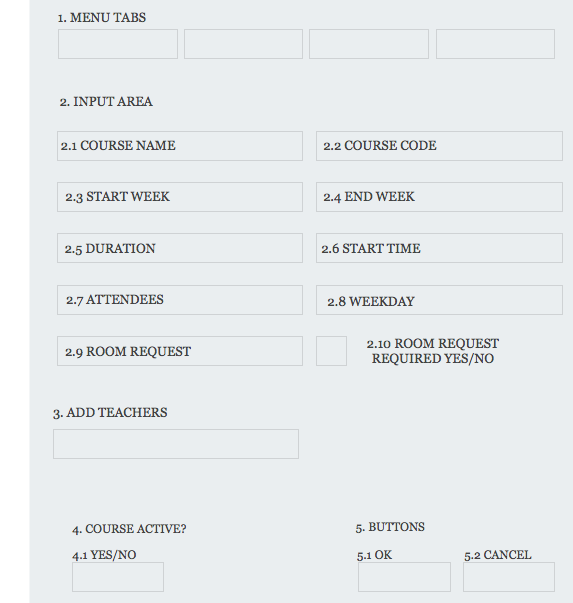 1. MENU TABS
2. INPUT AREA
2.1 COURSE NAME
2.2 COURSE CODE
2.3 START WEEK
2.4 END WEEK
2.5 DURATION
2.6 START TIME
2.7 ATTENDEES
2.8 WEEKDAY
2.9 ROOM REQUEST
2.10 ROOM REQUEST
REQUIRED YES/NO
3. ADD TEACHERS
4. COURSE ACTIVE?
5. BUTTONS
4.1 YES/NO
5.1 OK
5.2 CANCEL